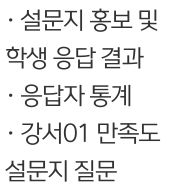 · 설문지 홍보 및
학생 응답 결과
· 응답자 통계
· 강서01 만족도
설문지 질문